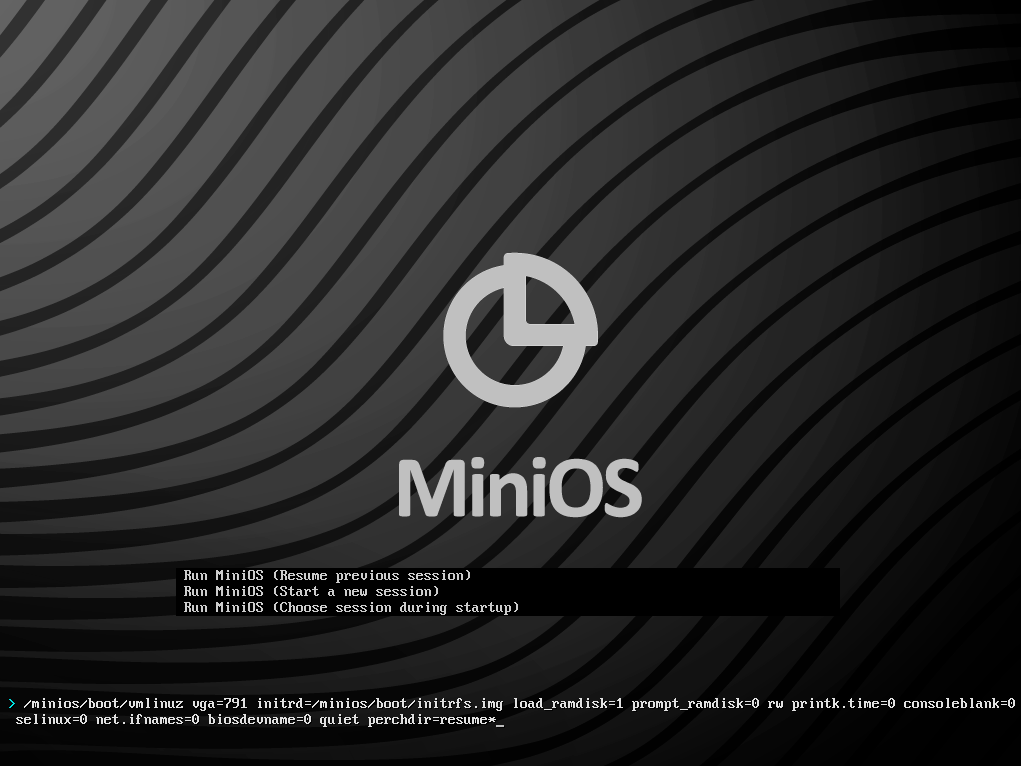 MiniOS
Run MiniOS (Resume previous session)
Run MiniOS (Start a new session)
Run MiniOS (Choose session during startup)
> /minios/boot/vmlinuz vga=791 initrd=/minios/boot/initrfs.img load_ramdisk=1 prompt_ramdisk=0 rw printk.time=0 consoleblank=0
selinux=0 net.ifnames=0 biosdevname=0 quiet perchdir=resume*_